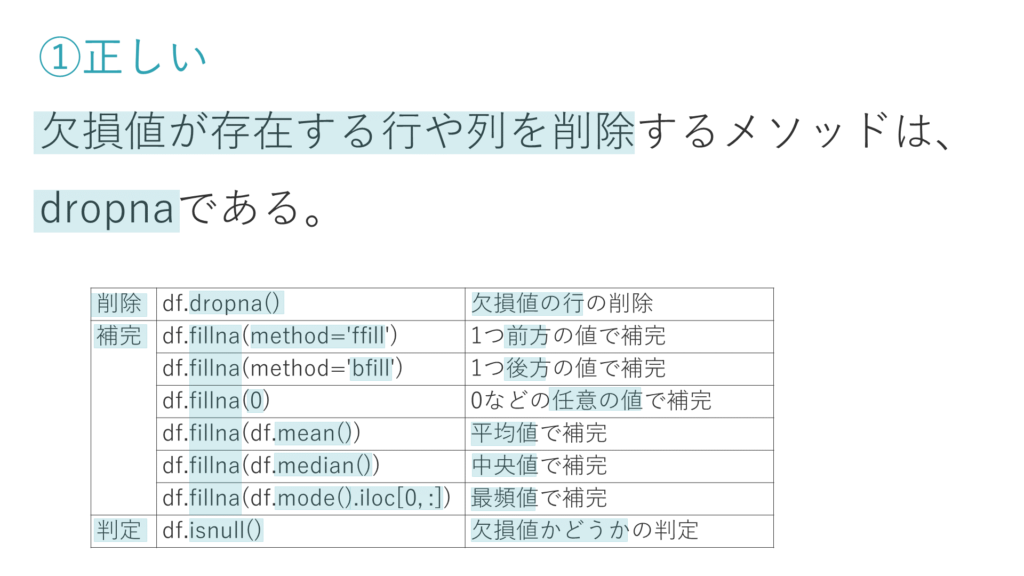 ①正しい
欠損値が存在する行や列を削除するメソッドは、
dropnaである。
削除 df.dropna() 欠損値の行の削除
補完 df.fillna(method='ffill') 1つ前方の値で補完
df.fillna(method='bfill') 1つ後方の値で補完
df.fillna(0) 0などの任意の値で補完
df.fillna(df.mean()) 平均値で補完
df.fillna(df.median()) 中央値で補完
df.fillna(df.mode().iloc[0, :]) 最頻値で補完
判定 df.isnull() 欠損値かどうかの判定